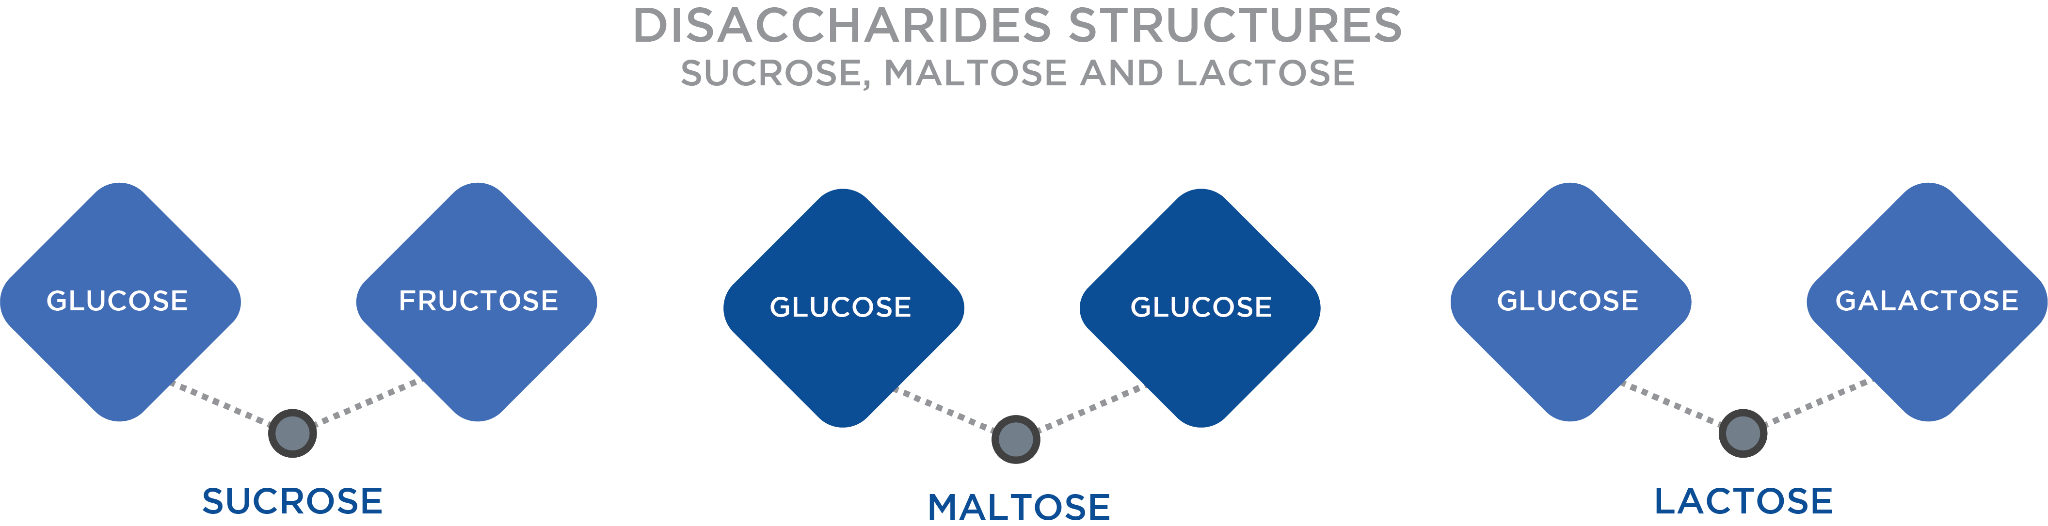 DISACCHARIDES STRUCTURES
SUCROSE, MALTOSE AND LACTOSE
GLUCOSE
FRUCTOSE
SUCROSE
GLUCOSE
GLUCOSE
MALTOSE
GLUCOSE
GALACTOSE
LACTOSE